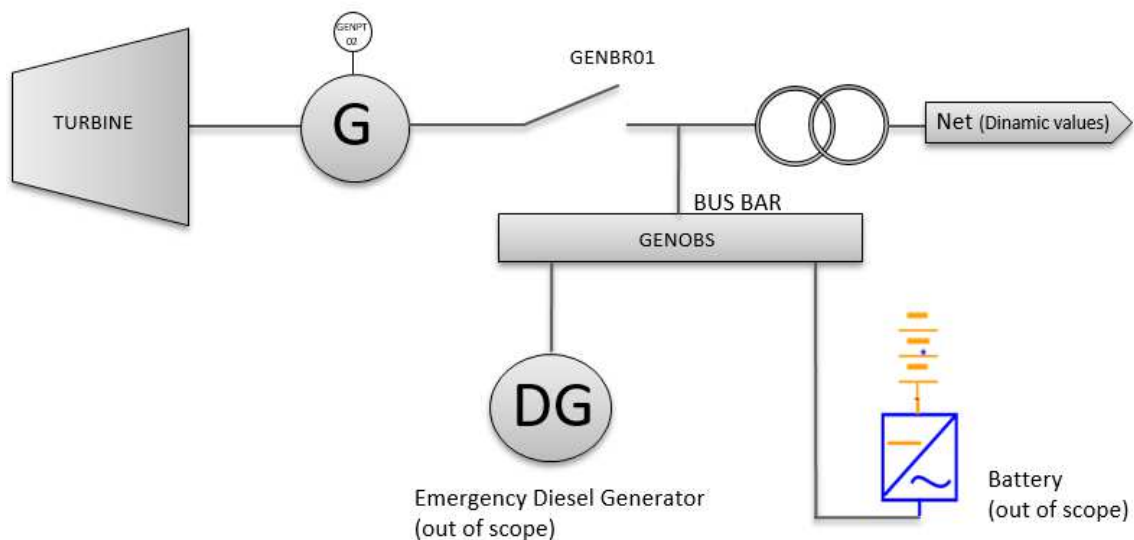 GENPT
02
GENBR01
TURBINE
G
Net (Dinamic values)
BUS BAR
GENOBS
DG
Emergency Diesel Generator
(out of scope)
Battery
(out of scope)